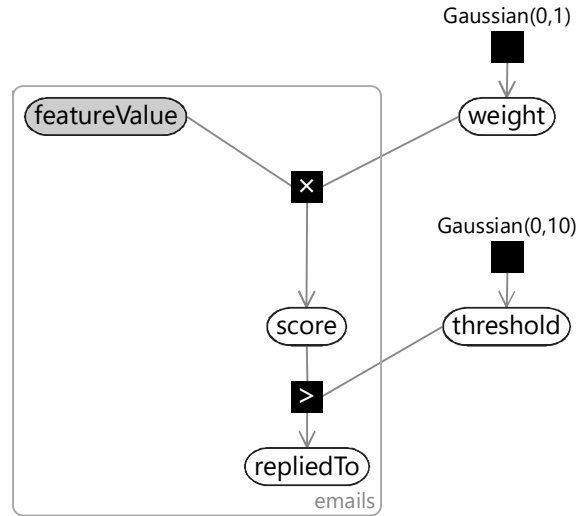 Gaussian(0,1)
featureValue
weight
×
Gaussian(0,10)
score
threshold
>
repliedTo
emails